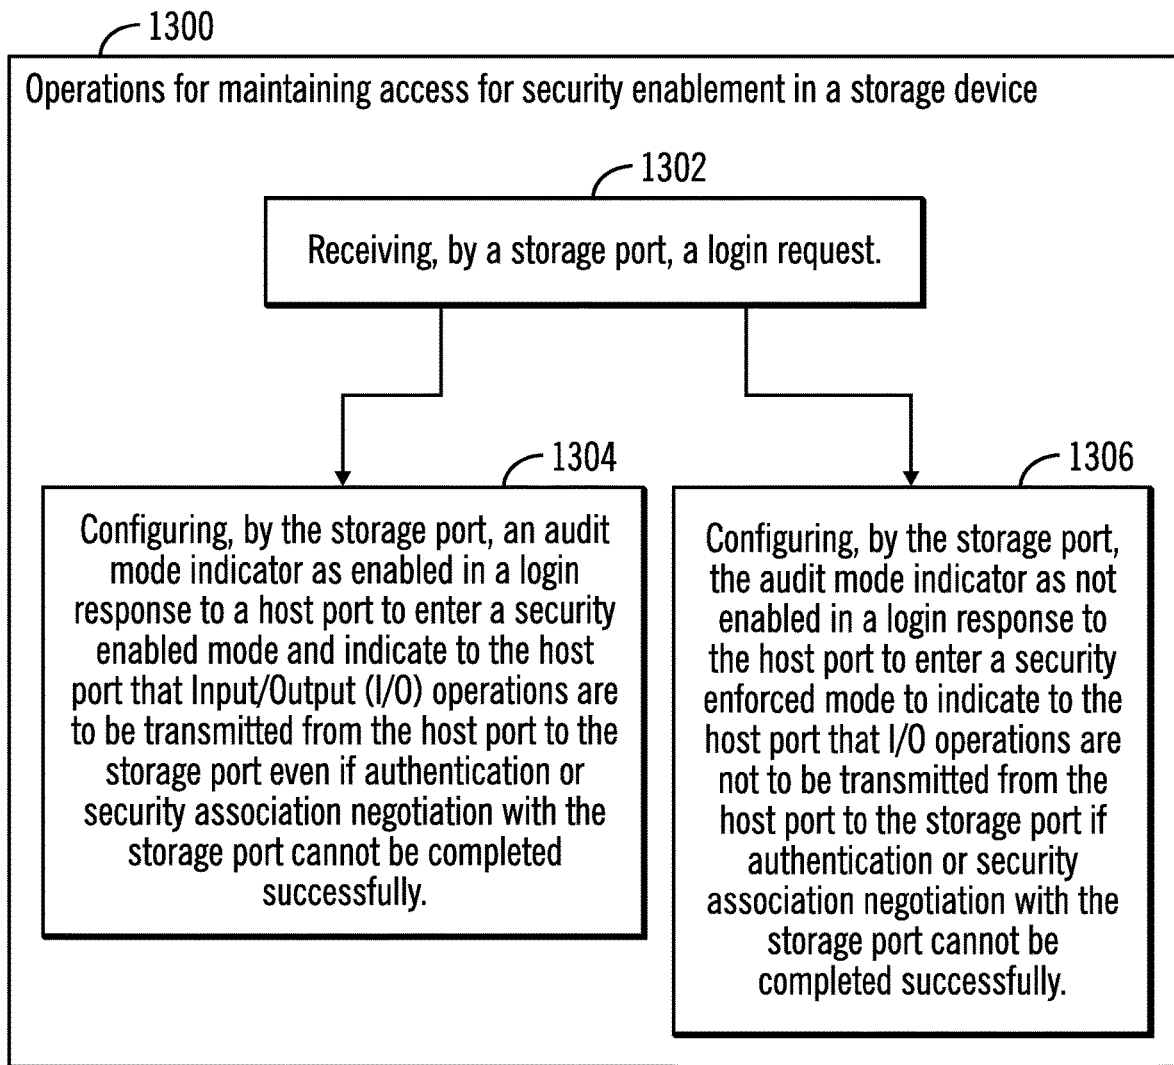 1300
Operations for maintaining access for security enablement in a storage device
1302
Receiving, by a storage port, a login request.
1304
Configuring, by the storage port, an audit
mode indicator as enabled in a login
response to a host port to enter a security
enabled mode and indicate to the host
port that Input/Output (I/O) operations are
to be transmitted from the host port to the
storage port even if authentication or
security association negotiation with the
storage port cannot be completed
successfully.
1306
Configuring, by the storage port,
the audit mode indicator as not
enabled in a login response to
the host port to enter a security
enforced mode to indicate to the
host port that I/O operations are
not to be transmitted from the
host port to the storage port if
authentication or security
association negotiation with the
storage port cannot be
completed successfully.